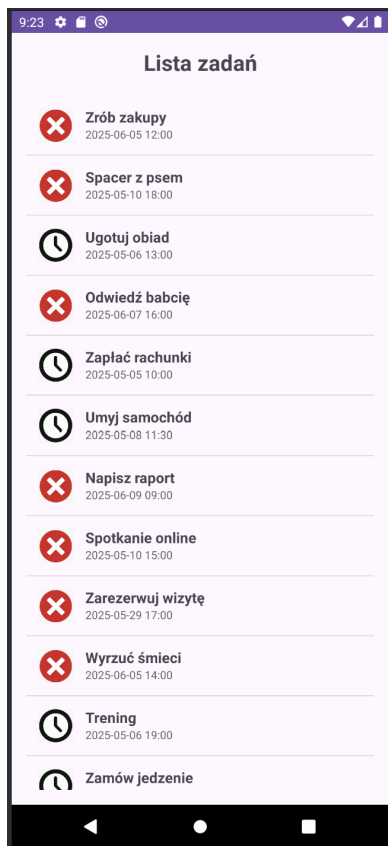 9:23
Lista zadań
Zrób zakupy
2025-06-05 12:00
Spacer z psem
2025-05-10 18:00
Ugotuj obiad
2025-05-06 13:00
Odwiedź babcię
2025-06-07 16:00
Zapłać rachunki
2025-05-05 10:00
Umyj samochód
2025-05-08 11:30
Napisz raport
2025-06-09 09:00
Spotkanie online
2025-05-10 15:00
Zarezerwuj wizytę
2025-05-29 17:00
Wyrzuć śmieci
2025-06-05 14:00
Trening
2025-05-06 19:00
Zamów jedzenie